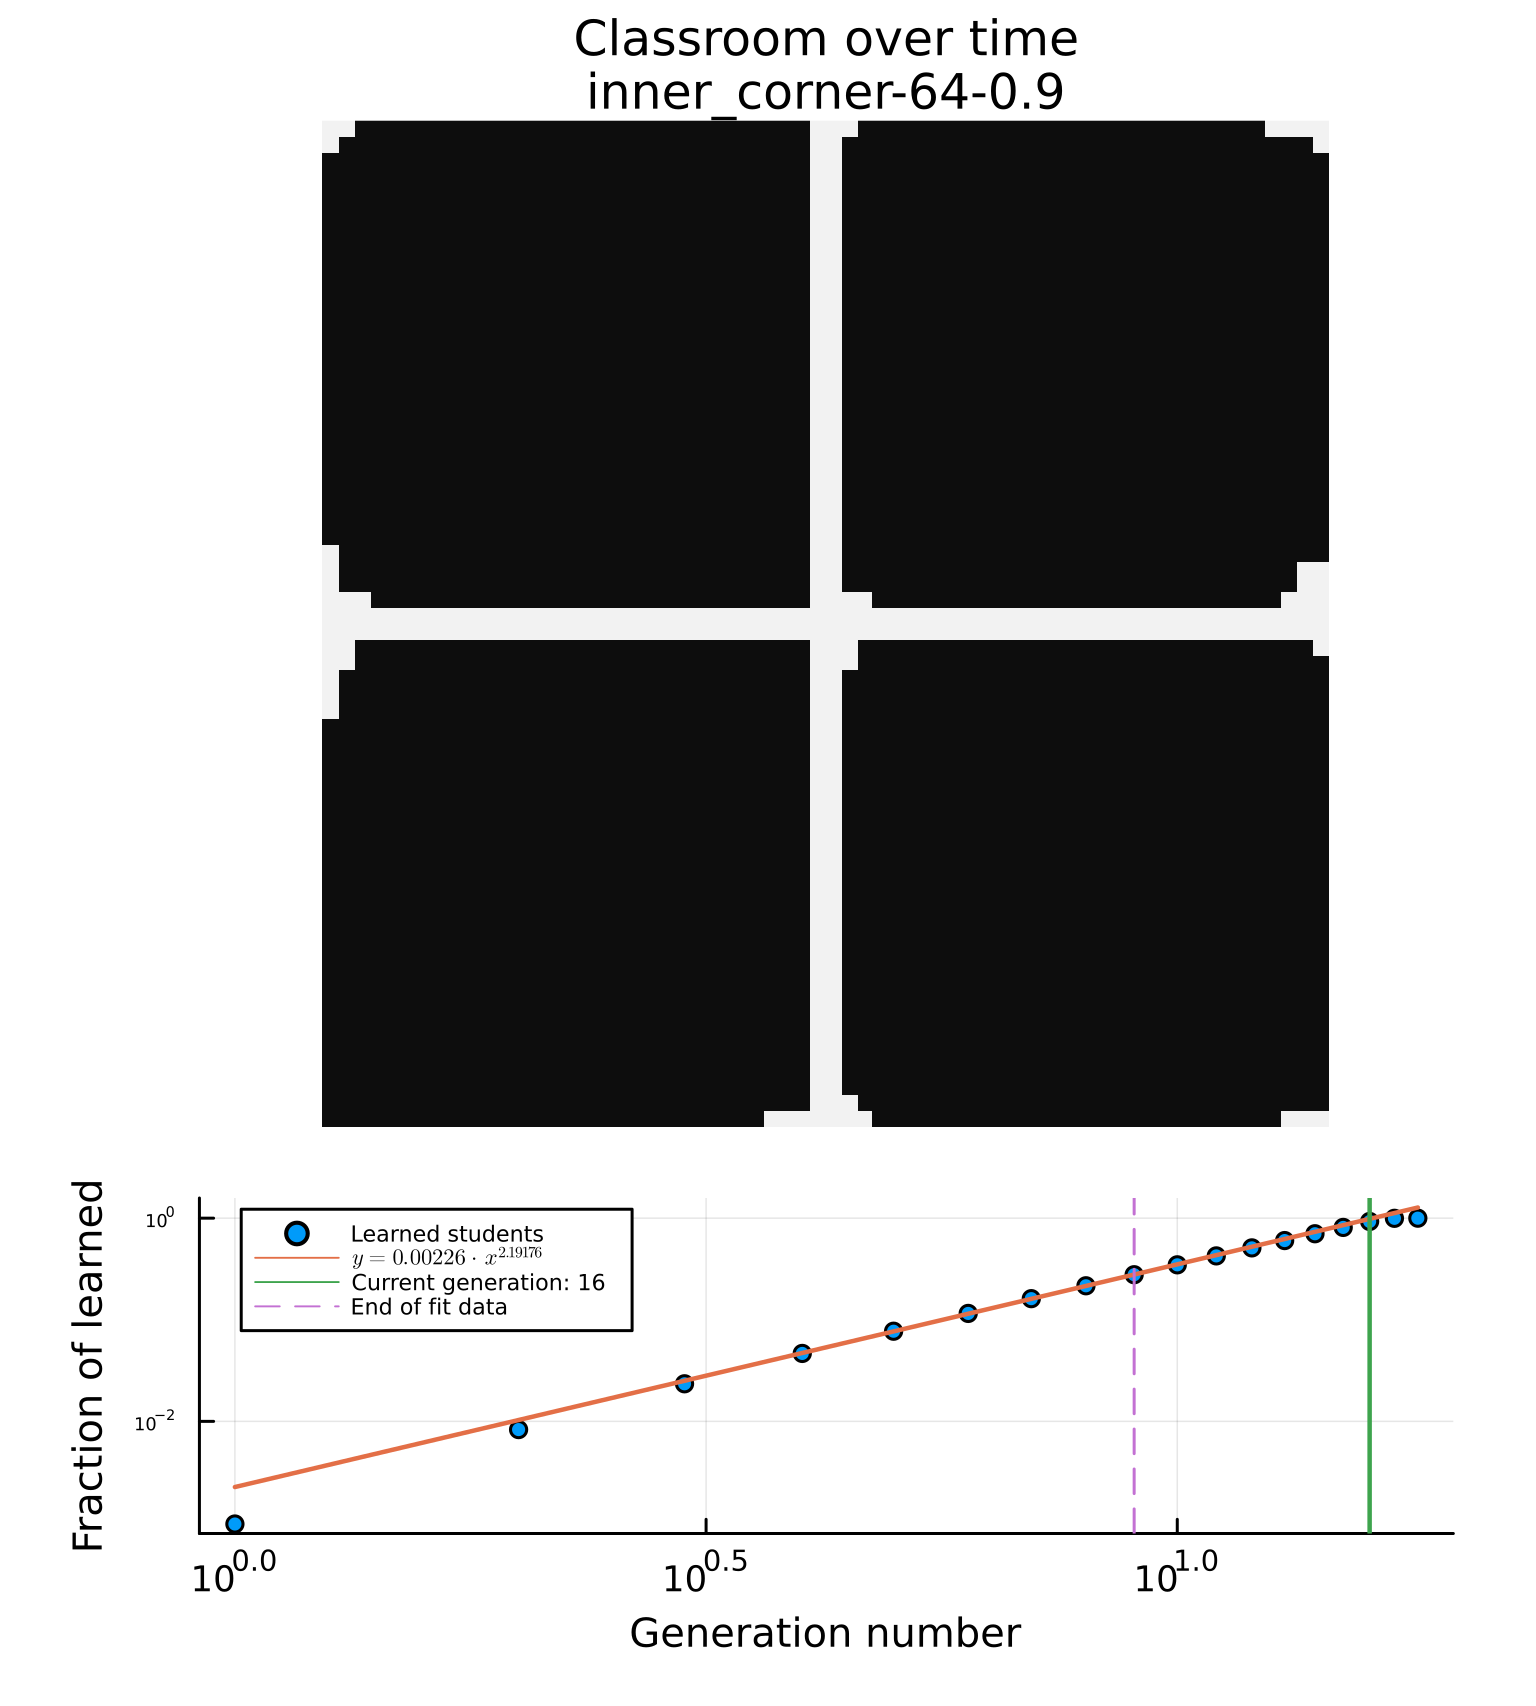 Classroom over time
inner_corner-64-0.9
Fraction of learned
10^0
10^−2
Learned students
y = 0.00226 · x^2.19176
Current generation: 16
End of fit data
10^0.0
10^0.5
10^1.0
Generation number